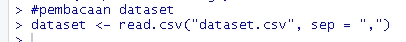 > #pembacaan dataset
> dataset <- read.csv("dataset.csv", sep = ",")
>